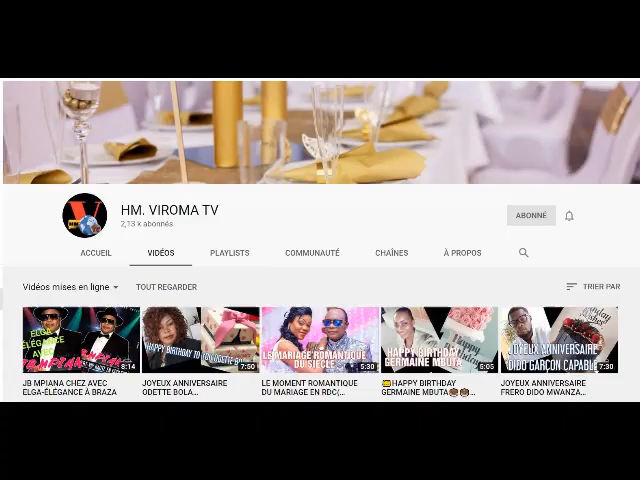 V
HM
HM. VIROMA TV
2,13 k abonnés
ABONNÉ
ACCUEIL VIDÉOS PLAYLISTS COMMUNAUTÉ CHAÎNES À PROPOS
Vidéos mises en ligne TOUT REGARDER TRIER PAR
ELGA
ÉLÉGANCE
AVEC
MPIANA
8:14
HAPPY BIRTHDAY TO
7:50
LE MARIAGE ROMANTIQUE
DU SIÈCLE
5:30
HAPPY BIRTHDAY
GERMAINE MBUTA
5:05
JOYEUX ANNIVERSAIRE
DIDO GARÇON CAPABLE
7:30
JB MPIANA CHEZ AVEC
ELGA-ÉLÉGANCE À BRAZA
JOYEUX ANNIVERSAIRE
ODETTE BOLA...
LE MOMENT ROMANTIQUE
DU MARIAGE EN RDC(...
HAPPY BIRTHDAY
GERMAINE MBUTA...
JOYEUX ANNIVERSAIRE
FRERO DIDO MWANZA...